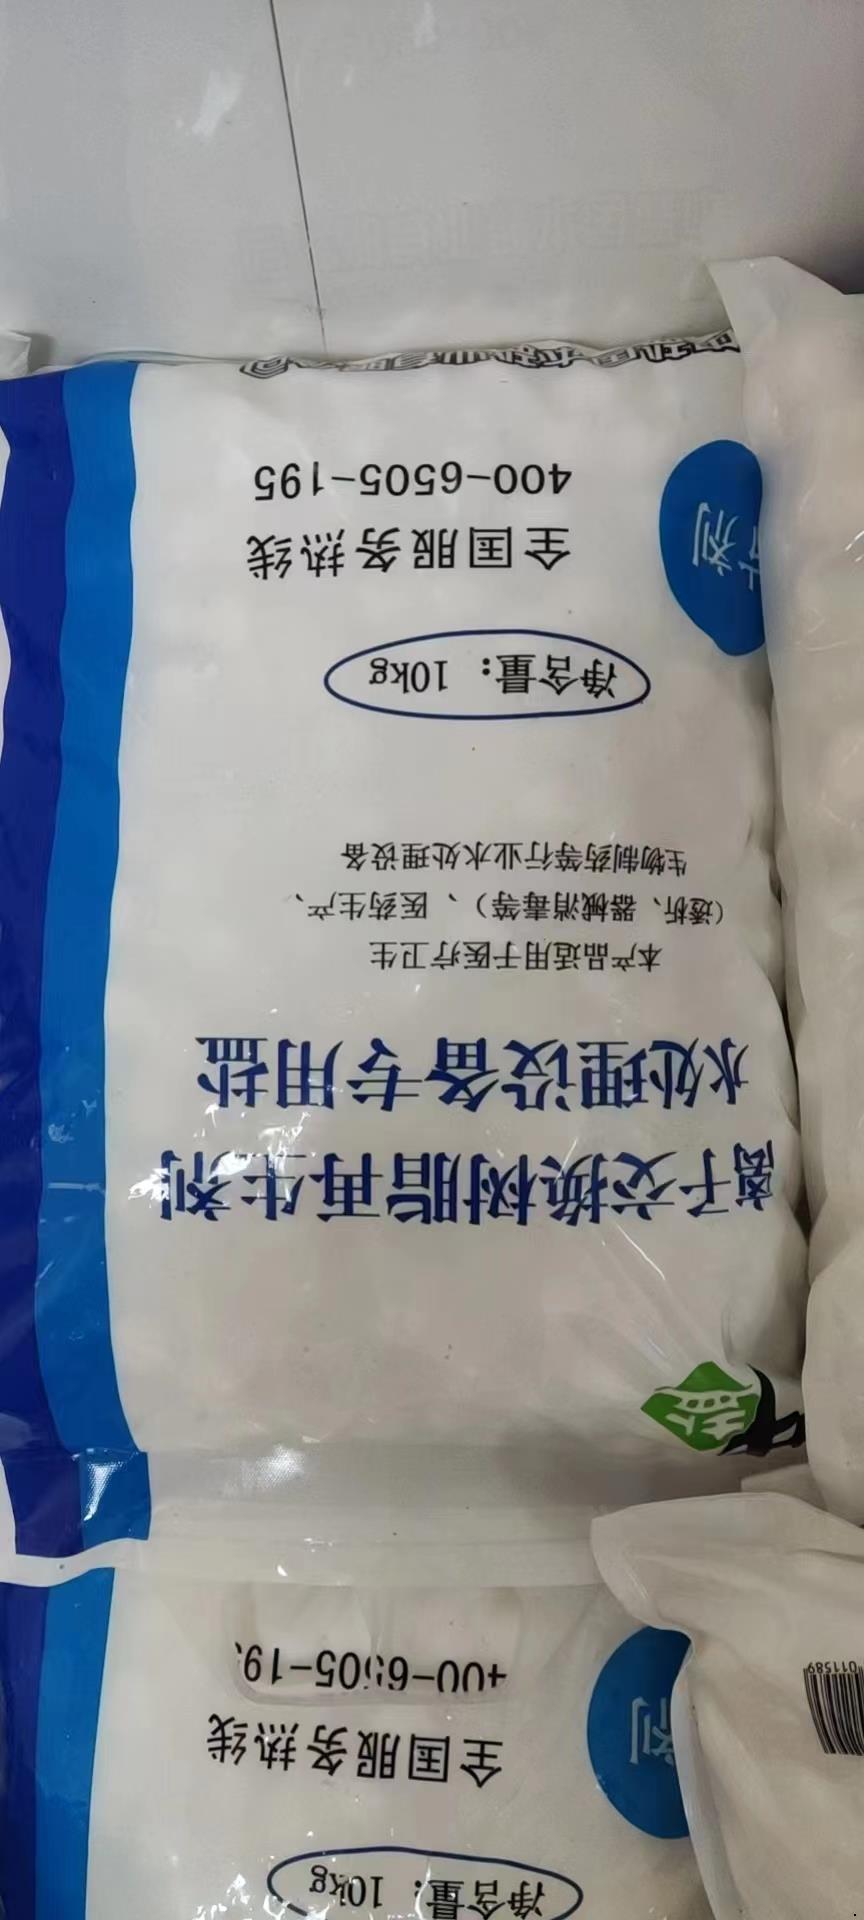 盐
离子交换树脂再生剂
水处理设备专用盐
本产品适用于医疗卫生
（透析、器械消毒等）、医药生产、
生物制药等行业水处理设备
净含量：10kg
剂
全国服务热线
400-6505-195
净含量：10kg
剂
全国服务热线
400-6505-19
011589